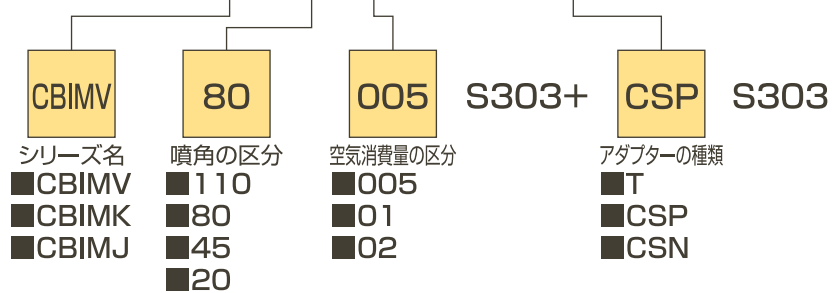 CBIMV 80 005 S303+ CSP S303
シリーズ名 噴角の区分 空気消費量の区分 アダプターの種類
■CBIMV ■110 ■005 ■T
■CBIMK ■80 ■01 ■CSP
■CBIMJ ■45 ■02 ■CSN
■20